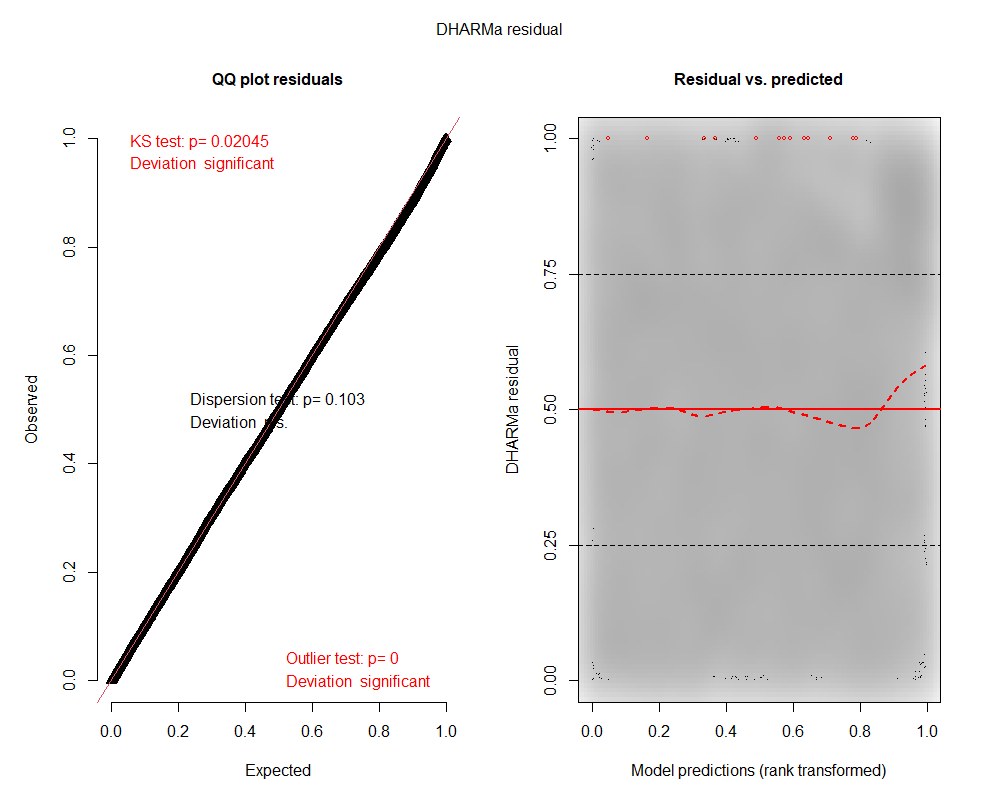 DHARMa residual
QQ plot residuals
KS test: p= 0.02045
Deviation  significant
Dispersion test: p= 0.103
Deviation  n.s.
Outlier test: p= 0
Deviation  significant
Observed
0.0
0.2
0.4
0.6
0.8
1.0
0.0 0.2 0.4 0.6 0.8 1.0
Expected
Residual vs. predicted
DHARMa residual
0.00
0.25
0.50
0.75
1.00
0.0 0.2 0.4 0.6 0.8 1.0
Model predictions (rank transformed)